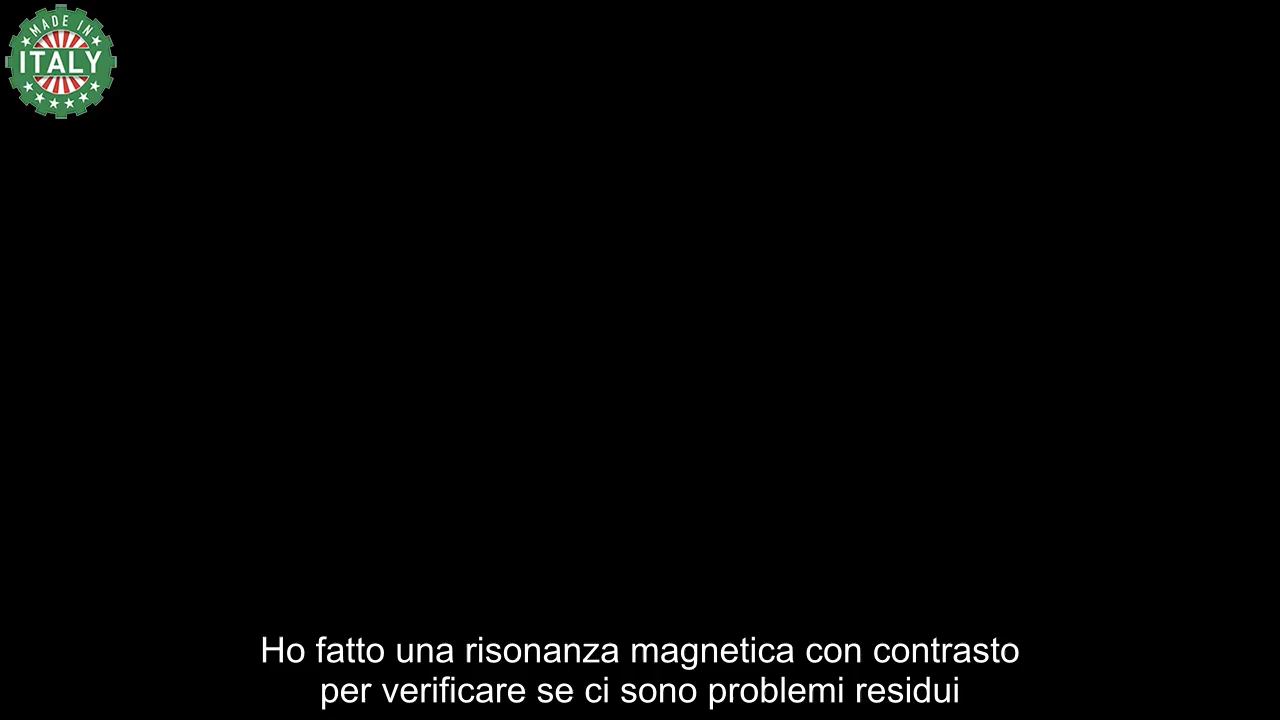 MADE IN
ITALY
Ho fatto una risonanza magnetica con contrasto
per verificare se ci sono problemi residui